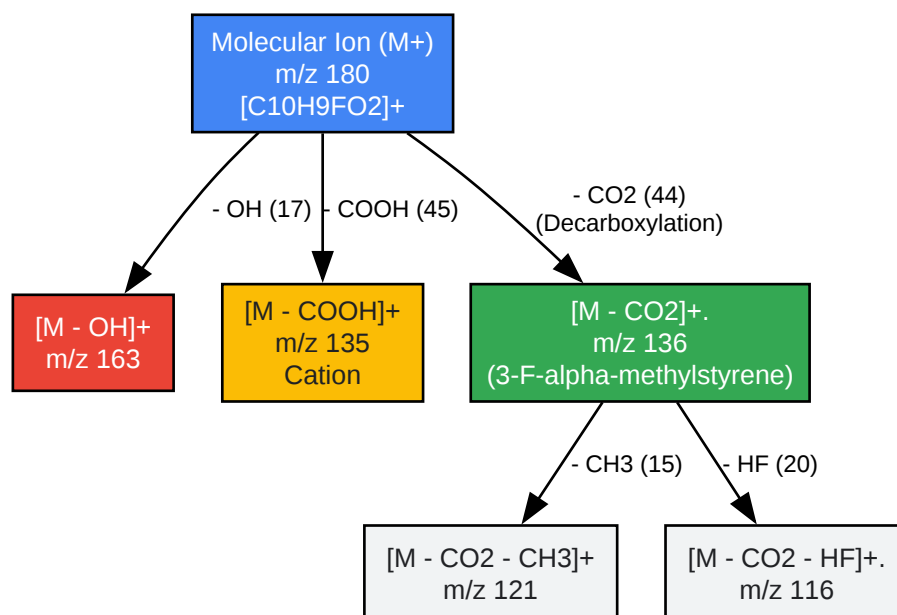 Molecular Ion (M+)
m/z 180
[C10H9FO2]+
- OH (17)
- COOH (45)
- CO2 (44)
(Decarboxylation)
[M - OH]+
m/z 163
[M - COOH]+
m/z 135
Cation
[M - CO2]+.
m/z 136
(3-F-alpha-methylstyrene)
- CH3 (15)
- HF (20)
[M - CO2 - CH3]+
m/z 121
[M - CO2 - HF]+.
m/z 116